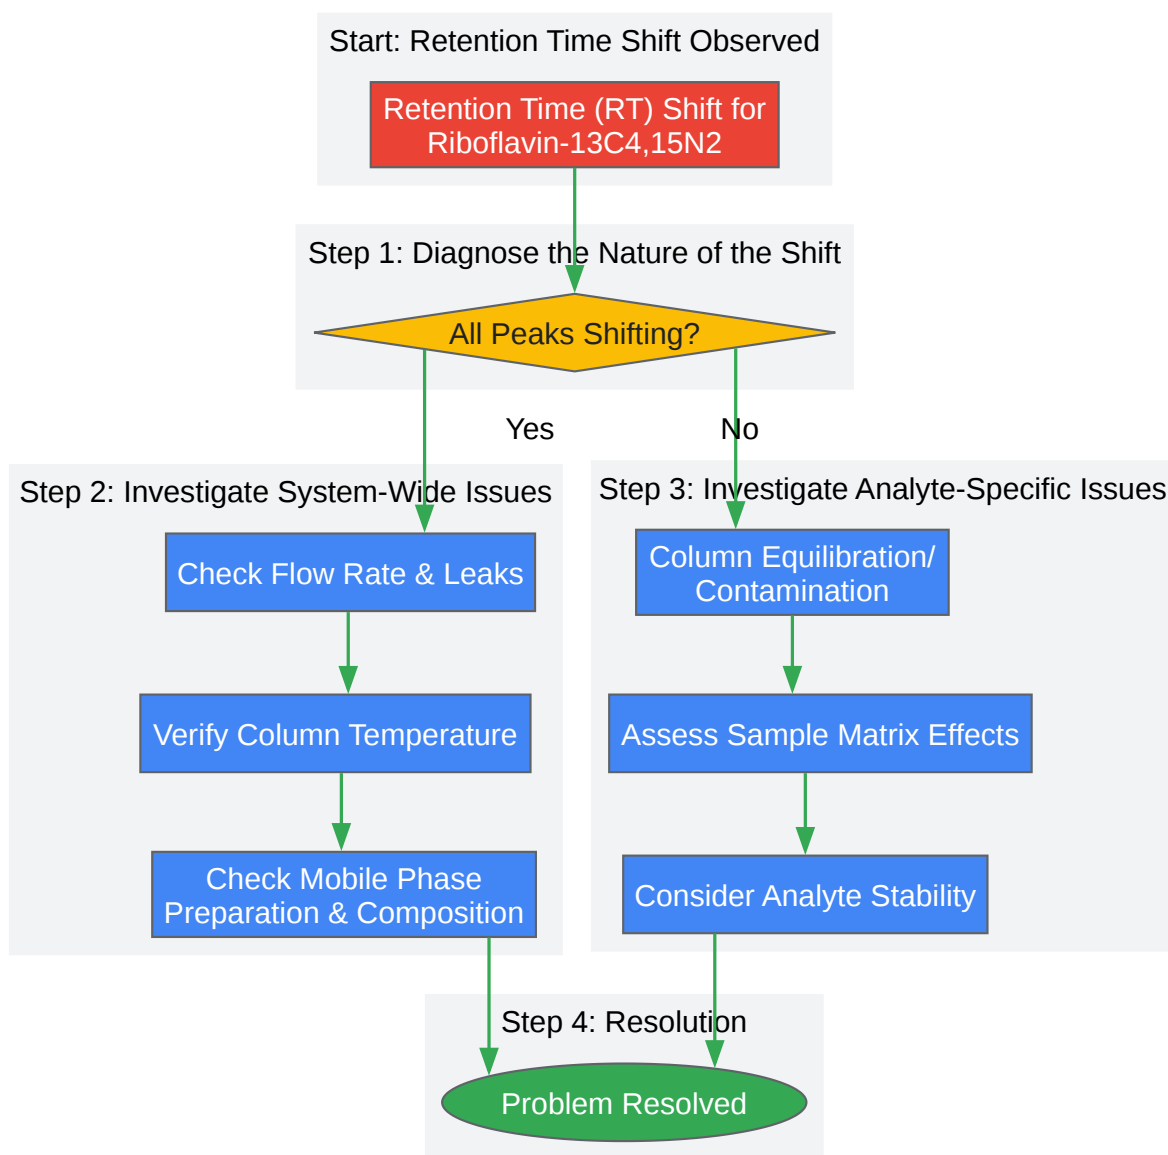 Start: Retention Time Shift Observed
Retention Time (RT) Shift for
Riboflavin-13C4,15N2
Step 1: Diagnose the Nature of the Shift
All Peaks Shifting?
Yes
No
Step 2: Investigate System-Wide Issues
Check Flow Rate & Leaks
Verify Column Temperature
Check Mobile Phase
Preparation & Composition
Step 3: Investigate Analyte-Specific Issues
Column Equilibration/
Contamination
Assess Sample Matrix Effects
Consider Analyte Stability
Step 4: Resolution
Problem Resolved